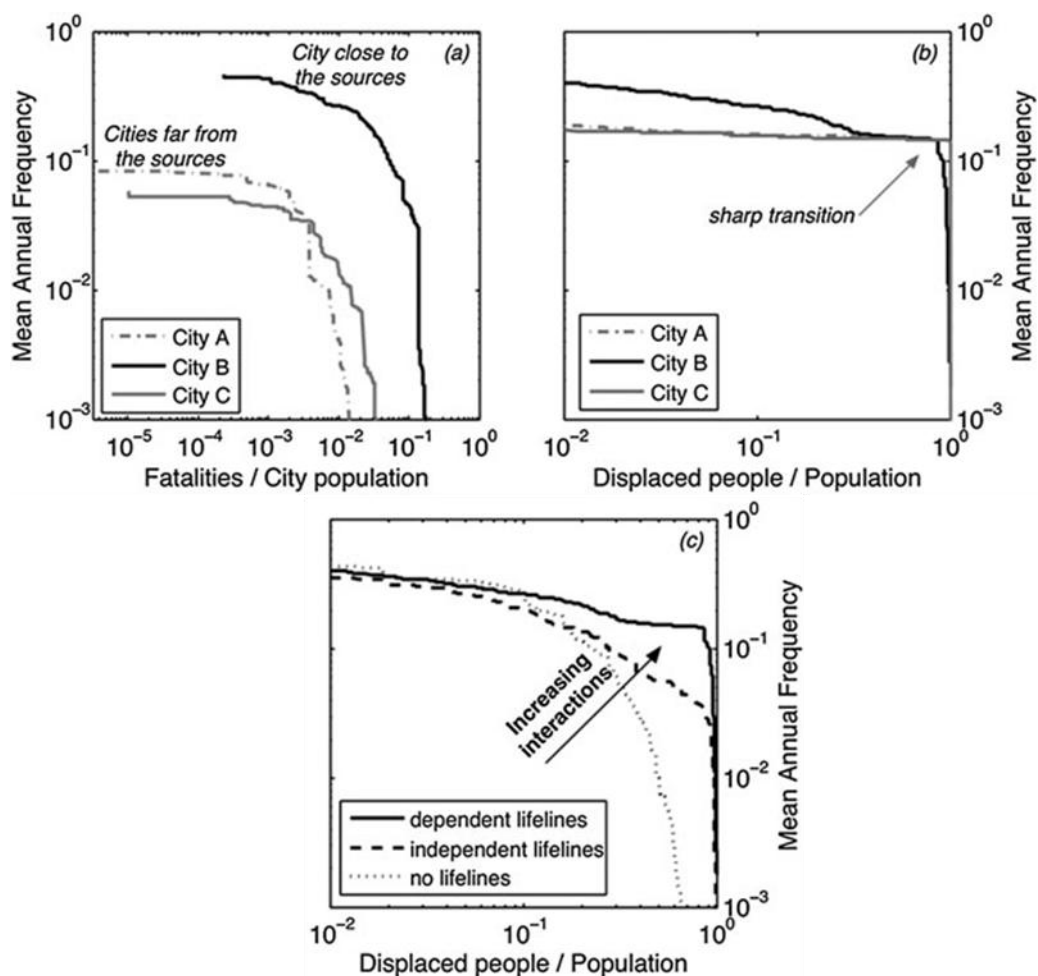 (a)
City close to
the sources
Cities far from
the sources
10^0
10^-1
10^-2
10^-3
Mean Annual Frequency
City A
City B
City C
10^-5 10^-4 10^-3 10^-2 10^-1 10^0
Fatalities / City population
(b)
sharp transition
10^0
10^-1
10^-2
10^-3
Mean Annual Frequency
City A
City B
City C
10^-2 10^-1 10^0
Displaced people / Population
(c)
Increasing
interactions
10^0
10^-1
10^-2
10^-3
Mean Annual Frequency
dependent lifelines
independent lifelines
no lifelines
10^-2 10^-1 10^0
Displaced people / Population